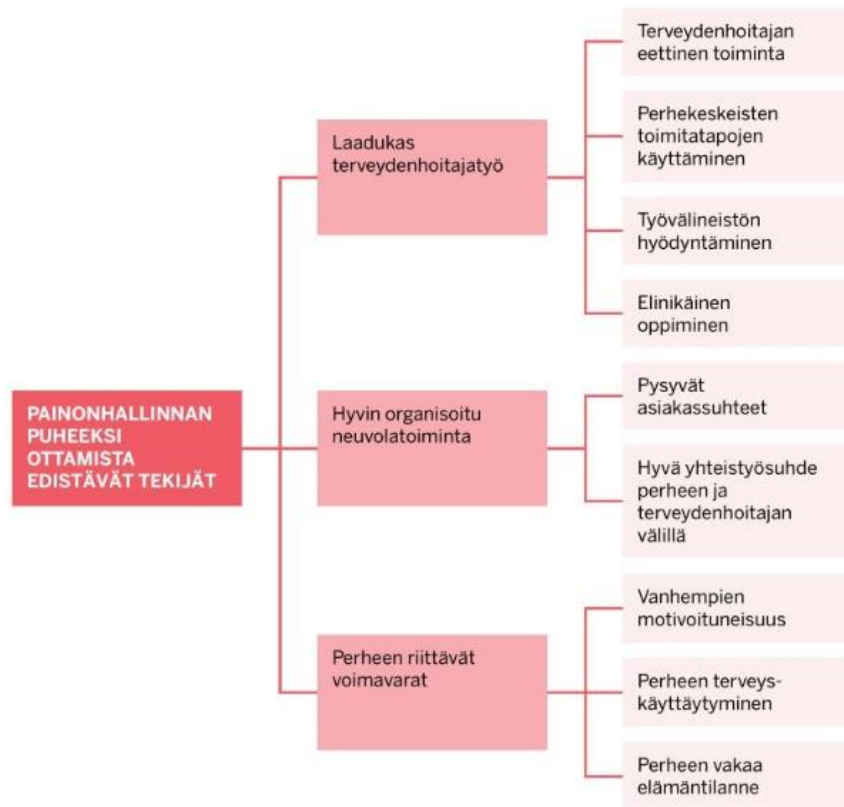 PAINONHALLINNAN
PUHEEKSI
OTTAMISTA
EDISTÄVÄT TEKIJÄT
Laadukas
terveydenhoitajatyö
Terveydenhoitajan
eettinen toiminta
Perhekeskeisten
toimitatapojen
käyttäminen
Työvälineistön
hyödyntäminen
Elinikäinen
oppiminen
Hyvin organisoitu
neuvolatoiminta
Pysyvät
asiakassuhteet
Hyvä yhteistyösuhde
perheen ja
terveydenhoitajan
välillä
Perheen riittävät
voimavarat
Vanhempien
motivoituneisuus
Perheen terveys-
käyttäytyminen
Perheen vakaa
elämäntilanne